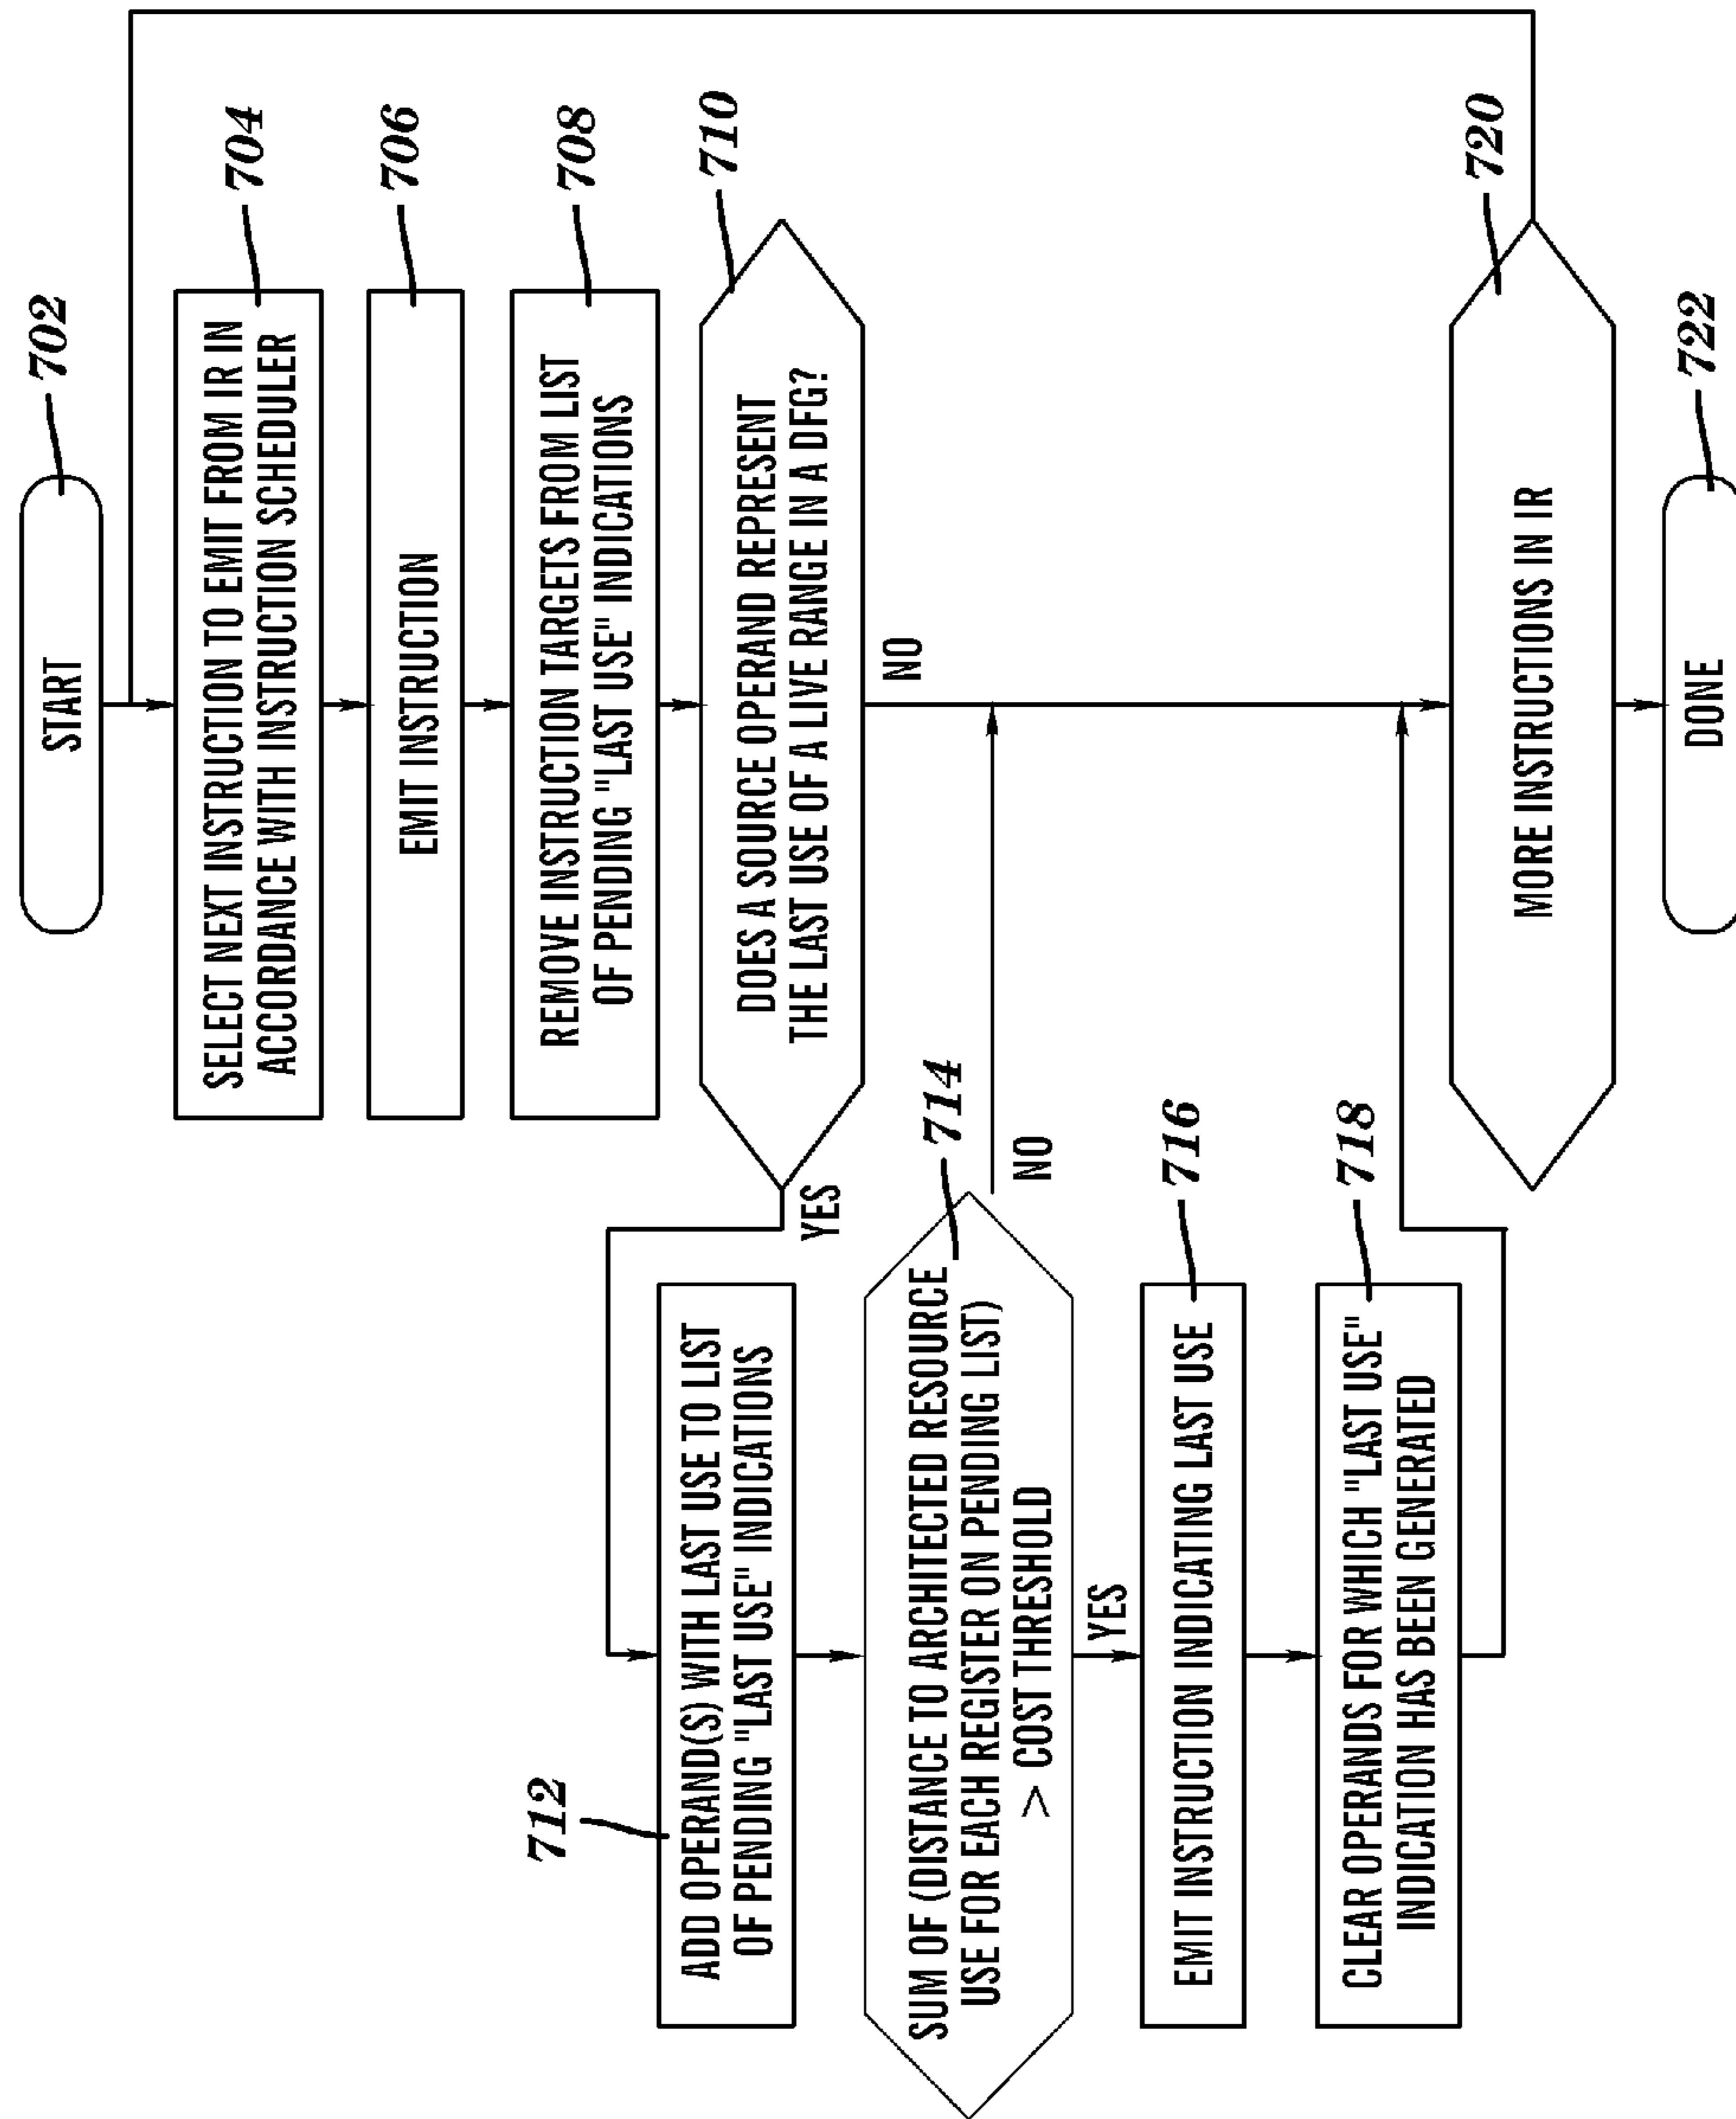 702
START
704
SELECT NEXT INSTRUCTION TO EMIT FROM IR IN
ACCORDANCE WITH INSTRUCTION SCHEDULER
706
EMIT INSTRUCTION
708
REMOVE INSTRUCTION TARGETS FROM LIST
OF PENDING "LAST USE" INDICATIONS
710
DOES A SOURCE OPERAND REPRESENT
THE LAST USE OF A LIVE RANGE IN A DFG?
YES
NO
712
ADD OPERAND(S) WITH LAST USE TO LIST
OF PENDING "LAST USE" INDICATIONS
714
SUM OF (DISTANCE TO ARCHITECTED RESOURCE
USE FOR EACH REGISTER ON PENDING LIST)
> COST THRESHOLD
NO
YES
716
EMIT INSTRUCTION INDICATING LAST USE
718
CLEAR OPERANDS FOR WHICH "LAST USE"
INDICATION HAS BEEN GENERATED
720
MORE INSTRUCTIONS IN IR
722
DONE